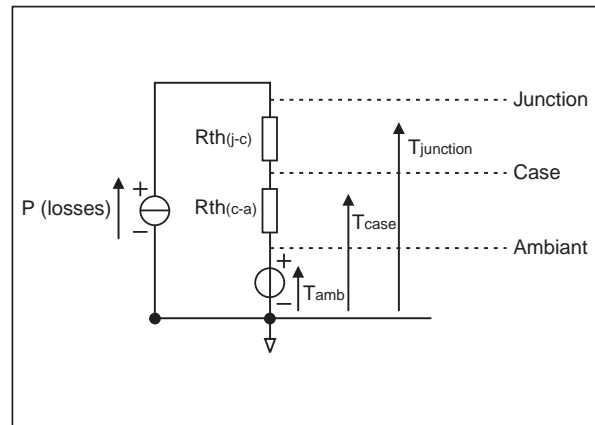 Junction
Rth(j-c)
Tjunction
Case
P (losses)
+
−
Rth(c-a)
Tcase
Ambiant
+
−
Tamb